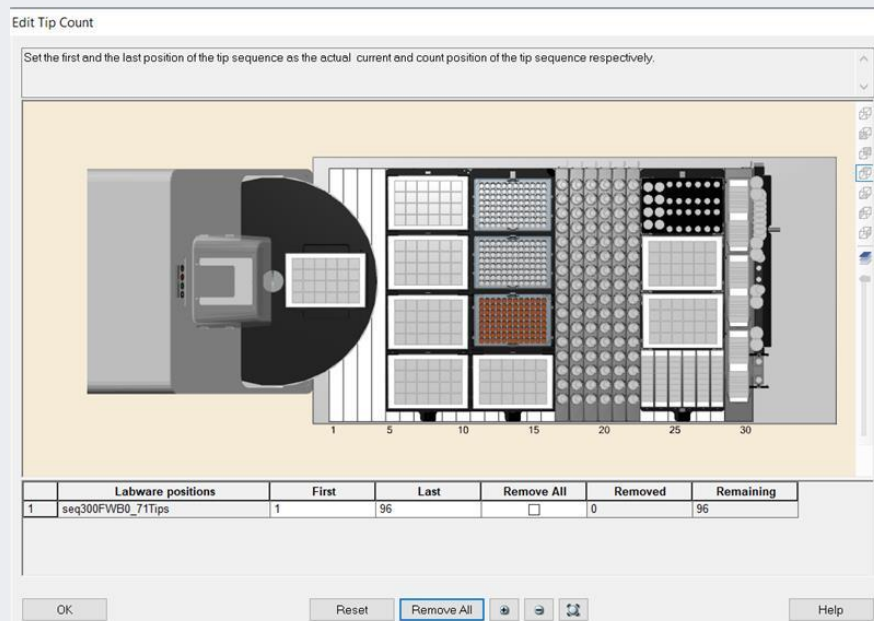 Edit Tip Count
Set the first and the last position of the tip sequence as the actual current and count position of the tip sequence respectively.
1 5 10 15 20 25 30
Labware positions First Last Remove All Removed Remaining
1 seq300FWB0_71Tips 1 96 0 96
OK Reset Remove All Help